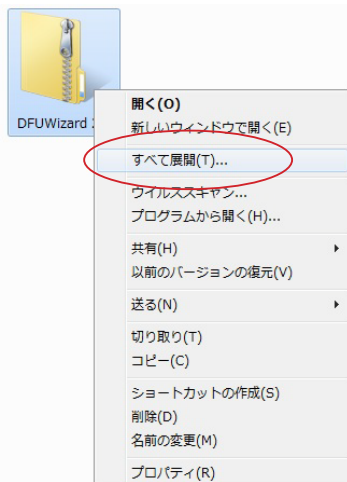 DFUWizard
開く(O)
新しいウィンドウで開く(E)
すべて展開(T)...
ウイルススキャン...
プログラムから開く(H)...
共有(H)
以前のバージョンの復元(V)
送る(N)
切り取り(T)
コピー(C)
ショートカットの作成(S)
削除(D)
名前の変更(M)
プロパティ(R)